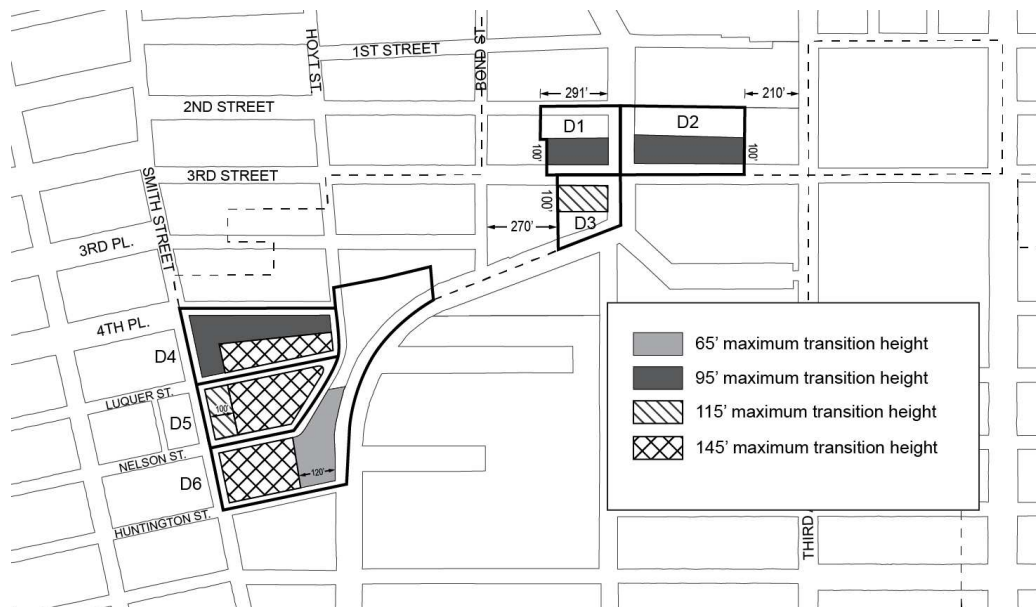 1ST STREET
HOYT ST.
BOND ST.
2ND STREET
291'
210'
D1
D2
100'
100'
3RD STREET
SMITH STREET
100'
D3
270'
3RD PL.
4TH PL.
D4
LUQUER ST.
100'
D5
NELSON ST.
D6
120'
HUNTINGTON ST.
65' maximum transition height
95' maximum transition height
115' maximum transition height
145' maximum transition height
THIRD